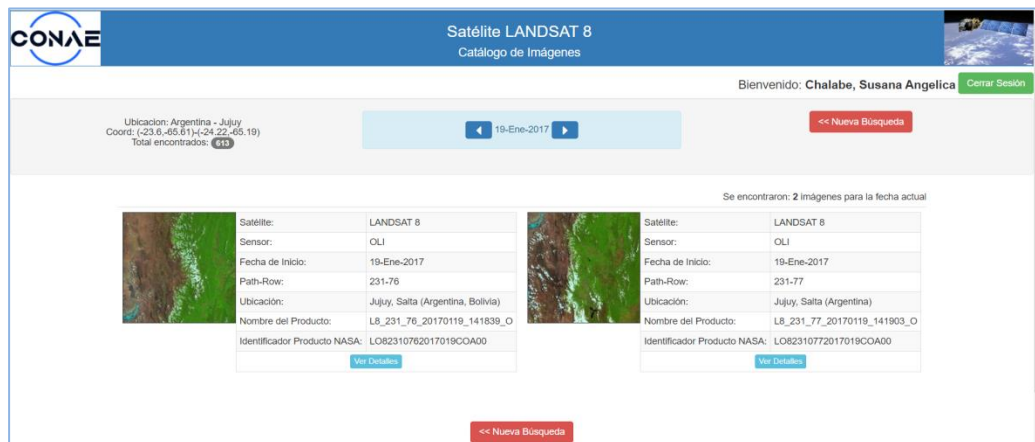 CONAE
Satélite LANDSAT 8
Catálogo de Imágenes
Bienvenido: Chalabe, Susana Angelica Cerrar Sesión
Ubicacion: Argentina - Jujuy
Coord: (-23.6,-65.61)-(-24.22,-65.19)
Total encontrados: 613
19-Ene-2017
<< Nueva Búsqueda
Se encontraron: 2 imágenes para la fecha actual
Satélite: LANDSAT 8
Sensor: OLI
Fecha de Inicio: 19-Ene-2017
Path-Row: 231-76
Ubicación: Jujuy, Salta (Argentina, Bolivia)
Nombre del Producto: L8_231_76_20170119_141839_O
Identificador Producto NASA: LO82310762017019COA00
Ver Detalles
Satélite: LANDSAT 8
Sensor: OLI
Fecha de Inicio: 19-Ene-2017
Path-Row: 231-77
Ubicación: Jujuy, Salta (Argentina)
Nombre del Producto: L8_231_77_20170119_141903_O
Identificador Producto NASA: LO82310772017019COA00
Ver Detalles
<< Nueva Búsqueda